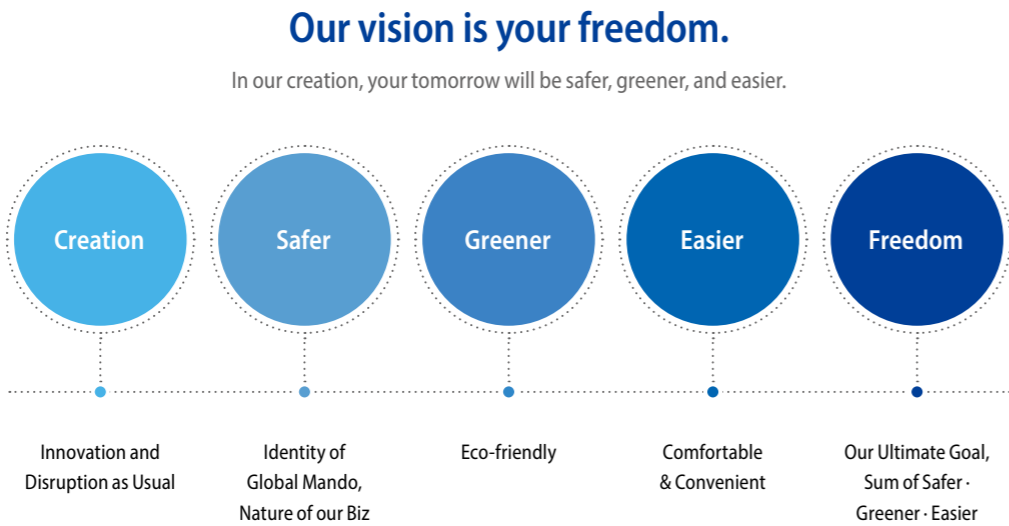 Our vision is your freedom.
In our creation, your tomorrow will be safer, greener, and easier.
Creation
Safer
Greener
Easier
Freedom
Innovation and
Disruption as Usual
Identity of
Global Mando,
Nature of our Biz
Eco-friendly
Comfortable
& Convenient
Our Ultimate Goal,
Sum of Safer ·
Greener · Easier